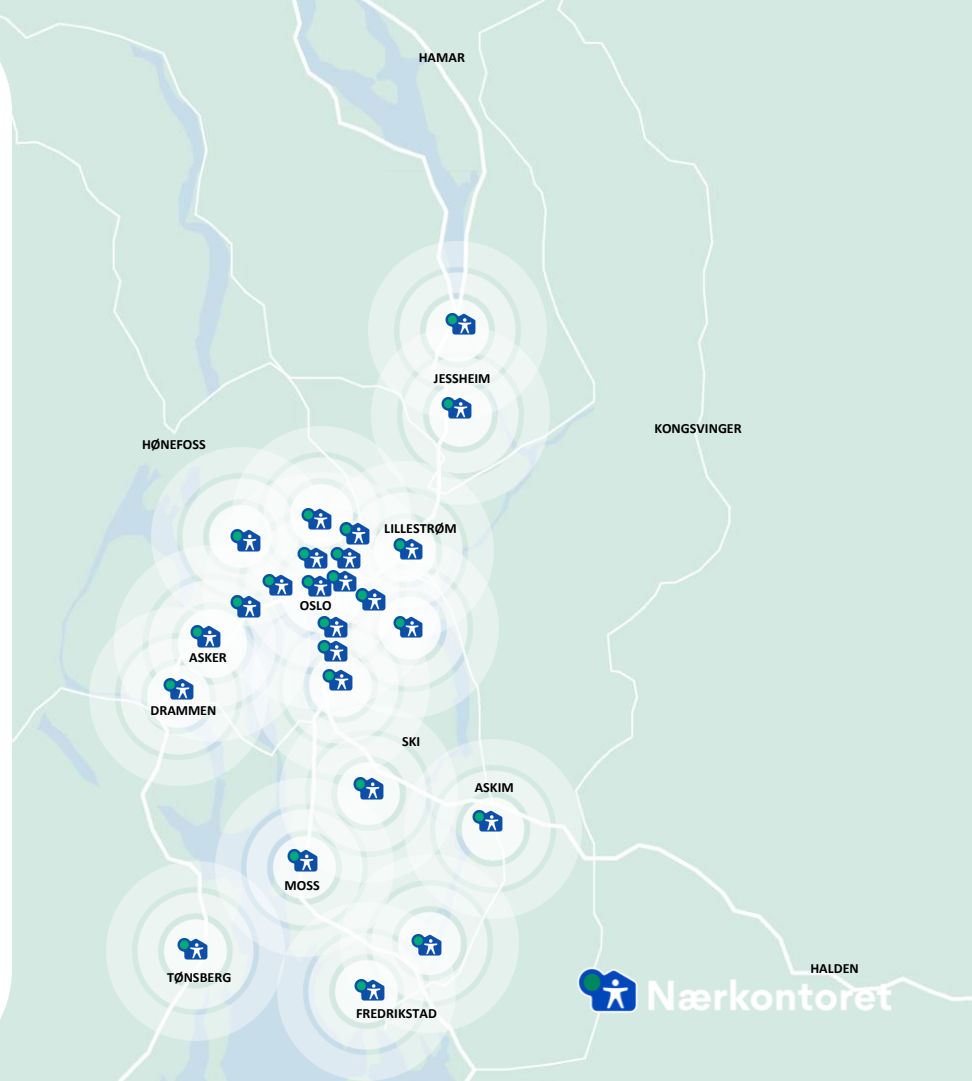 HAMAR
JESSHEIM
KONGSVINGER
HØNEFOSS
LILLESTRØM
OSLO
ASKER
DRAMMEN
SKI
ASKIM
MOSS
HALDEN
TØNSBERG
Nærkontoret
FREDRIKSTAD